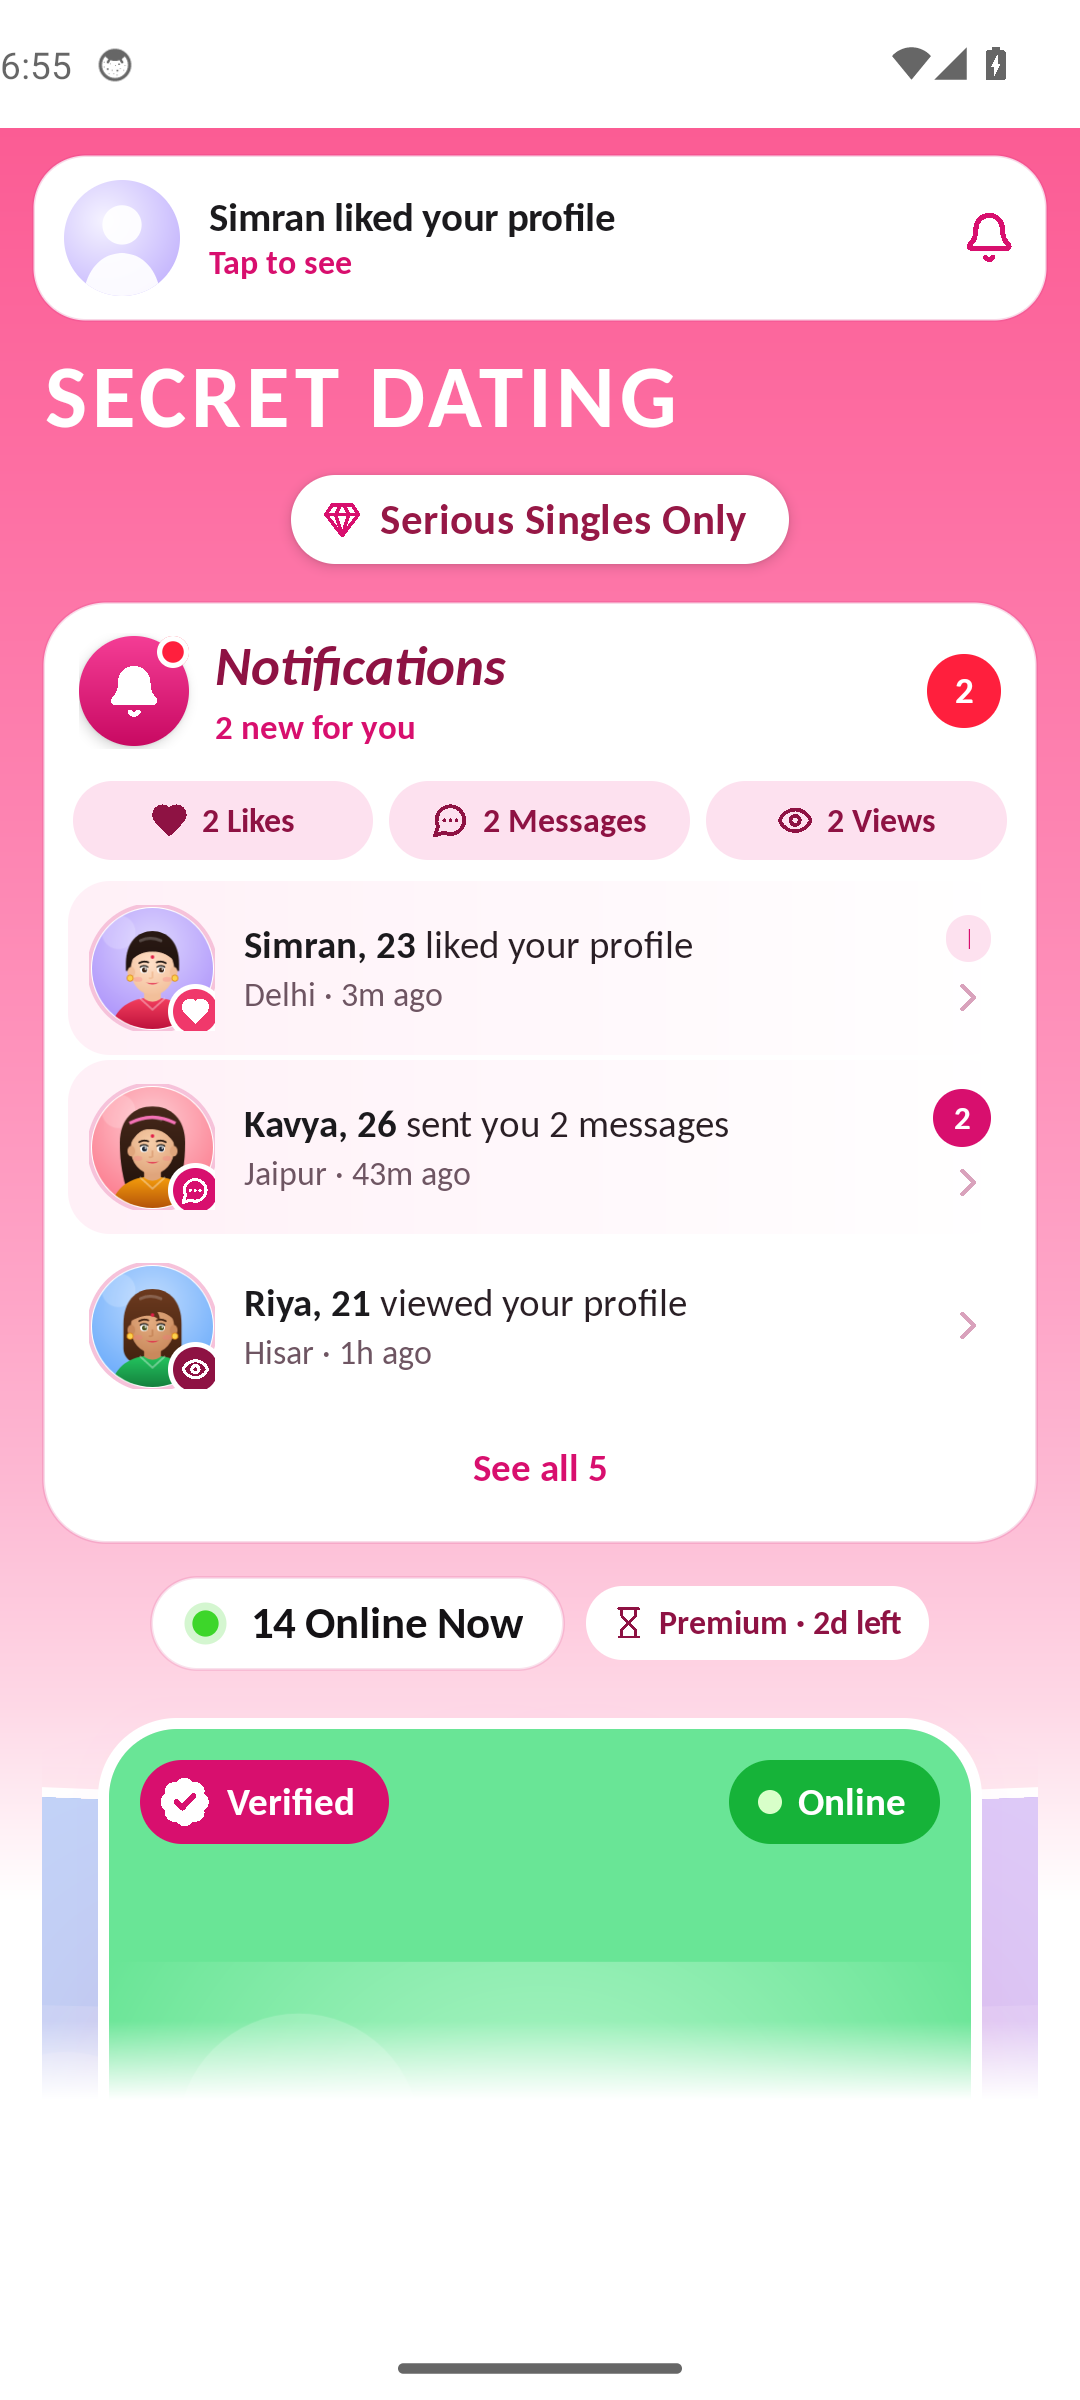 6:55
Simran liked your profile
Tap to see
SECRET DATING
Serious Singles Only
Notifications
2 new for you
2
2 Likes
2 Messages
2 Views
Simran, 23 liked your profile
Delhi · 3m ago
Kavya, 26 sent you 2 messages
Jaipur · 43m ago
2
Riya, 21 viewed your profile
Hisar · 1h ago
See all 5
14 Online Now
Premium · 2d left
Verified
Online